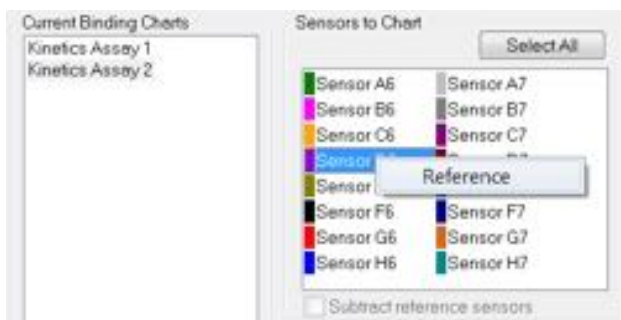 Current Binding Charts
Kinetics Assay 1
Kinetics Assay 2
Sensors to Chart
Select All
Sensor A6 Sensor A7
Sensor B6 Sensor B7
Sensor C6 Sensor C7
Sensor
Reference
Sensor
Sensor F6 Sensor F7
Sensor G6 Sensor G7
Sensor H6 Sensor H7
Subtract reference sensors